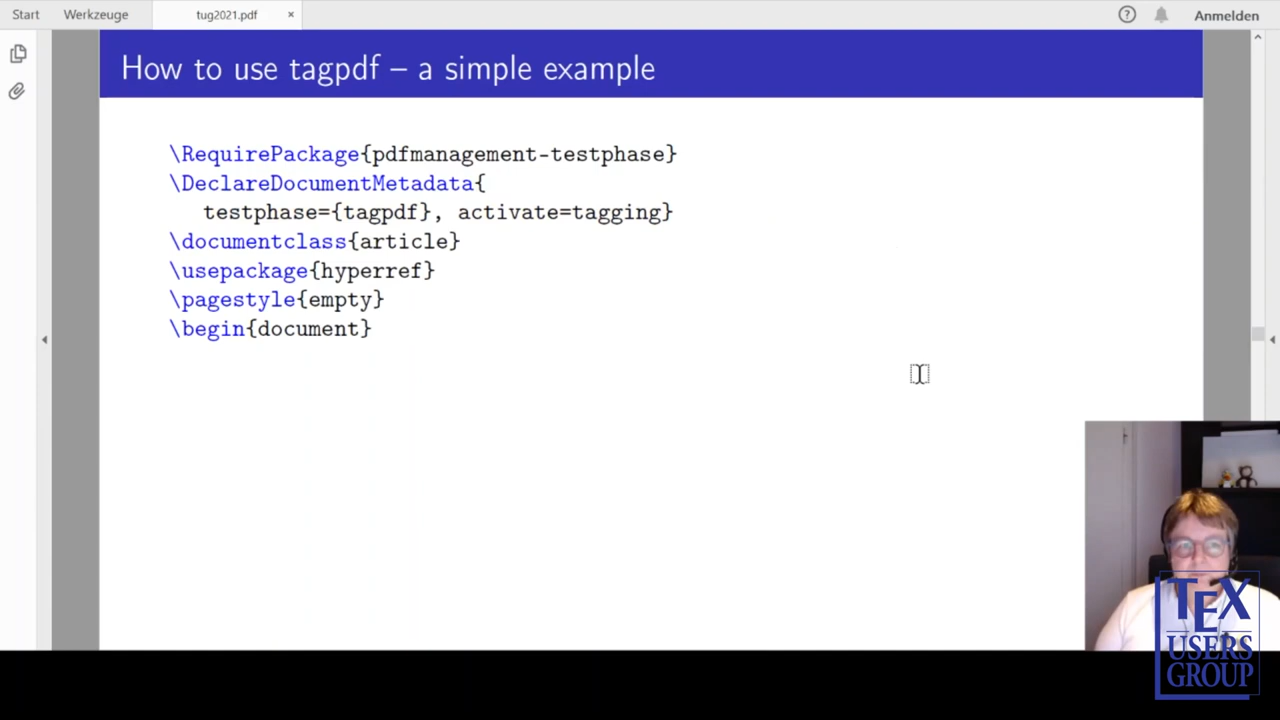 Start Werkzeuge tug2021.pdf × ? Anmelden
How to use tagpdf – a simple example
\RequirePackage{pdfmanagement-testphase}
\DeclareDocumentMetadata{
testphase={tagpdf}, activate=tagging}
\documentclass{article}
\usepackage{hyperref}
\pagestyle{empty}
\begin{document}
TEX
USERS
GROUP